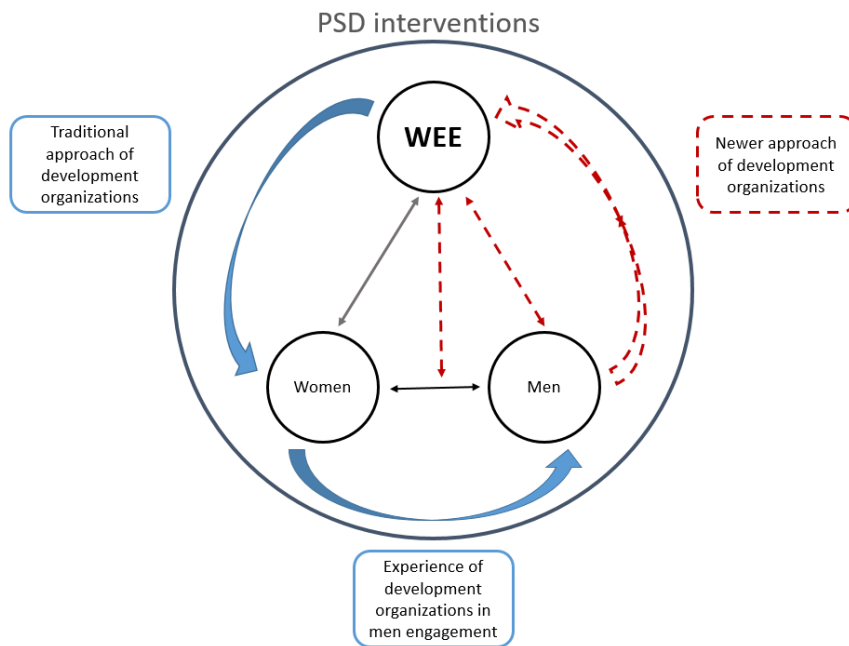 PSD interventions
WEE
Traditional
approach of
development
organizations
Newer approach
of development
organizations
Women
Men
Experience of
development
organizations in
men engagement